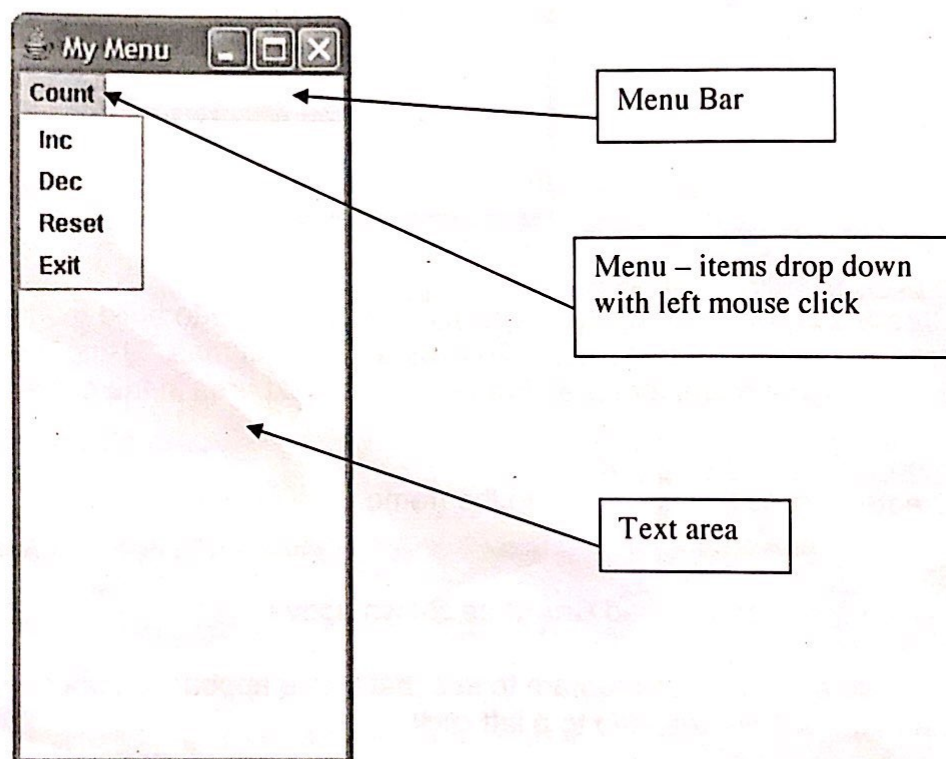 My Menu
Count
Inc
Dec
Reset
Exit
Menu Bar
Menu – items drop down
with left mouse click
Text area